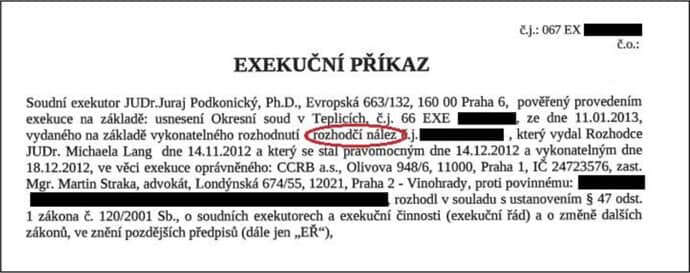 č.j.: 067 EX
č.o.:
EXEKUČNÍ PŘÍKAZ
Soudní exekutor JUDr.Juraj Podkonický, Ph.D., Evropská 663/132, 160 00 Praha 6, pověřený provedením
exekuce na základě: usnesení Okresní soud v Teplicích, č.j. 66 EXE , ze dne 11.01.2013,
vydaného na základě vykonatelného rozhodnutí rozhodčí nález č.j. , který vydal Rozhodce
JUDr. Michaela Lang dne 14.11.2012 a který se stal pravomocným dne 14.12.2012 a vykonatelným dne
18.12.2012, ve věci exekuce oprávněného: CCRB a.s., Olivova 948/6, 11000, Praha 1, IČ 24723576, zast.
Mgr. Martin Straka, advokát, Londýnská 674/55, 12021, Praha 2 - Vinohrady, proti povinnému:
, rozhodl v souladu s ustanovením § 47 odst.
1 zákona č. 120/2001 Sb., o soudních exekutorech a exekuční činnosti (exekuční řád) a o změně dalších
zákonů, ve znění pozdějších předpisů (dále jen „EŘ“),